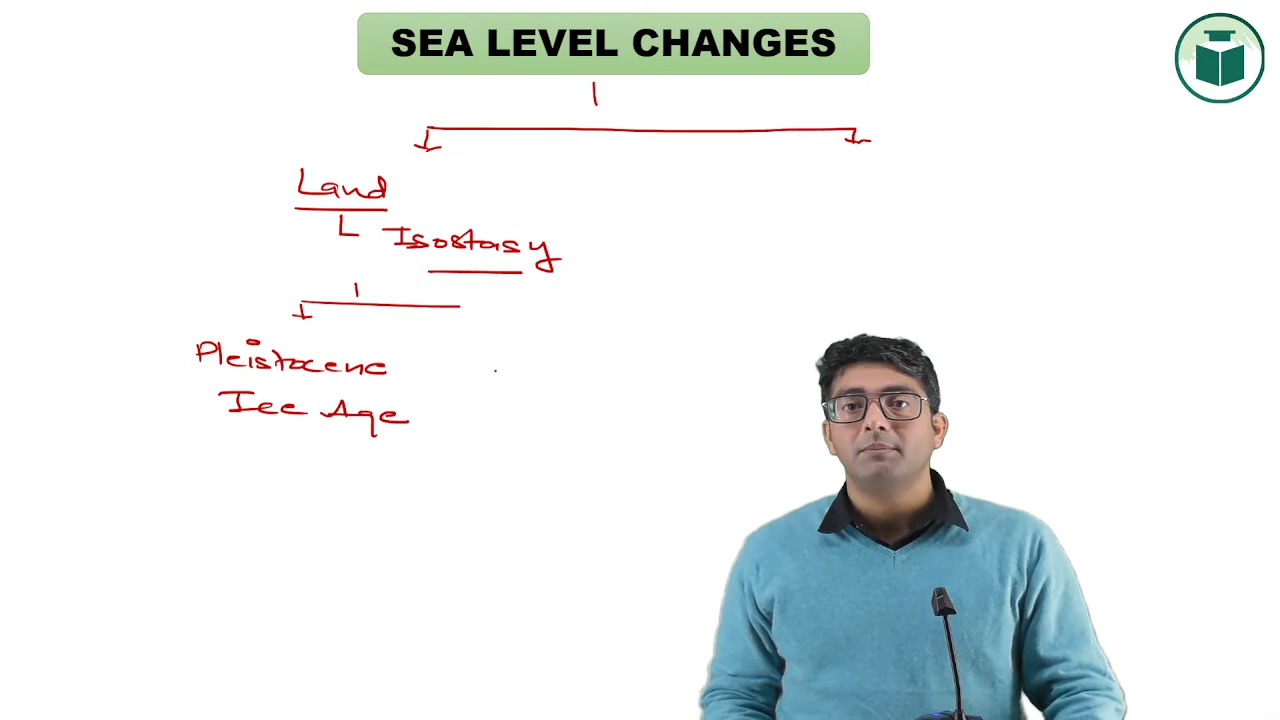 SEA LEVEL CHANGES
Land
Isostasy
Pleistocene
Ice Age